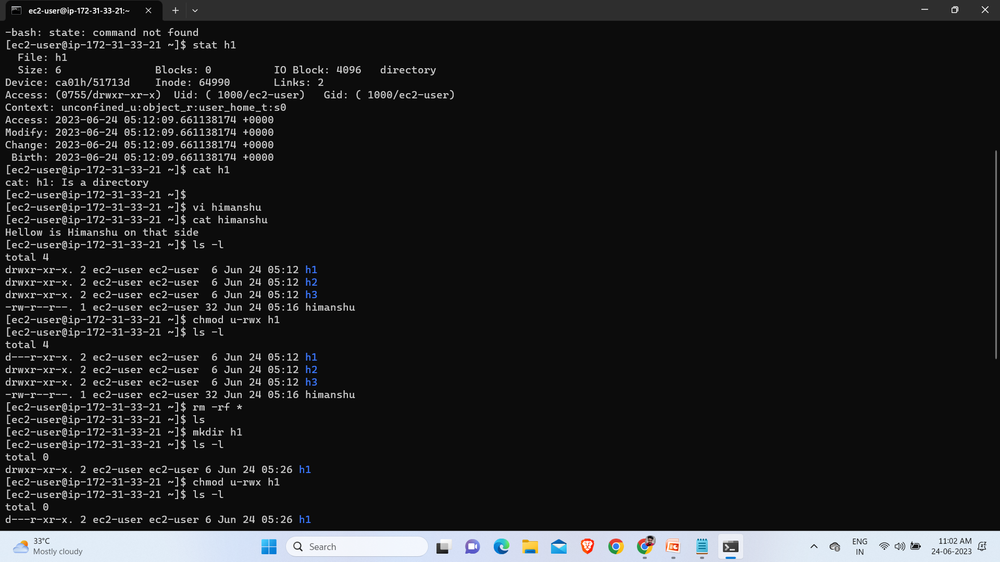 ec2-user@ip-172-31-33-21:~
-bash: state: command not found
[ec2-user@ip-172-31-33-21 ~]$ stat h1
  File: h1
  Size: 6               Blocks: 0          IO Block: 4096   directory
Device: ca01h/51713d    Inode: 64990       Links: 2
Access: (0755/drwxr-xr-x)  Uid: ( 1000/ec2-user)   Gid: ( 1000/ec2-user)
Context: unconfined_u:object_r:user_home_t:s0
Access: 2023-06-24 05:12:09.661138174 +0000
Modify: 2023-06-24 05:12:09.661138174 +0000
Change: 2023-06-24 05:12:09.661138174 +0000
 Birth: 2023-06-24 05:12:09.661138174 +0000
[ec2-user@ip-172-31-33-21 ~]$ cat h1
cat: h1: Is a directory
[ec2-user@ip-172-31-33-21 ~]$
[ec2-user@ip-172-31-33-21 ~]$ vi himanshu
[ec2-user@ip-172-31-33-21 ~]$ cat himanshu
Hellow is Himanshu on that side
[ec2-user@ip-172-31-33-21 ~]$ ls -l
total 4
drwxr-xr-x. 2 ec2-user ec2-user  6 Jun 24 05:12 h1
drwxr-xr-x. 2 ec2-user ec2-user  6 Jun 24 05:12 h2
drwxr-xr-x. 2 ec2-user ec2-user  6 Jun 24 05:12 h3
-rw-r--r--. 1 ec2-user ec2-user 32 Jun 24 05:16 himanshu
[ec2-user@ip-172-31-33-21 ~]$ chmod u-rwx h1
[ec2-user@ip-172-31-33-21 ~]$ ls -l
total 4
d---r-xr-x. 2 ec2-user ec2-user  6 Jun 24 05:12 h1
drwxr-xr-x. 2 ec2-user ec2-user  6 Jun 24 05:12 h2
drwxr-xr-x. 2 ec2-user ec2-user  6 Jun 24 05:12 h3
-rw-r--r--. 1 ec2-user ec2-user 32 Jun 24 05:16 himanshu
[ec2-user@ip-172-31-33-21 ~]$ rm -rf *
[ec2-user@ip-172-31-33-21 ~]$ ls
[ec2-user@ip-172-31-33-21 ~]$ mkdir h1
[ec2-user@ip-172-31-33-21 ~]$ ls -l
total 0
drwxr-xr-x. 2 ec2-user ec2-user 6 Jun 24 05:26 h1
[ec2-user@ip-172-31-33-21 ~]$ chmod u-rwx h1
[ec2-user@ip-172-31-33-21 ~]$ ls -l
total 0
d---r-xr-x. 2 ec2-user ec2-user 6 Jun 24 05:26 h1
33°C
Mostly cloudy
Search
ENG
IN
11:02 AM
24-06-2023